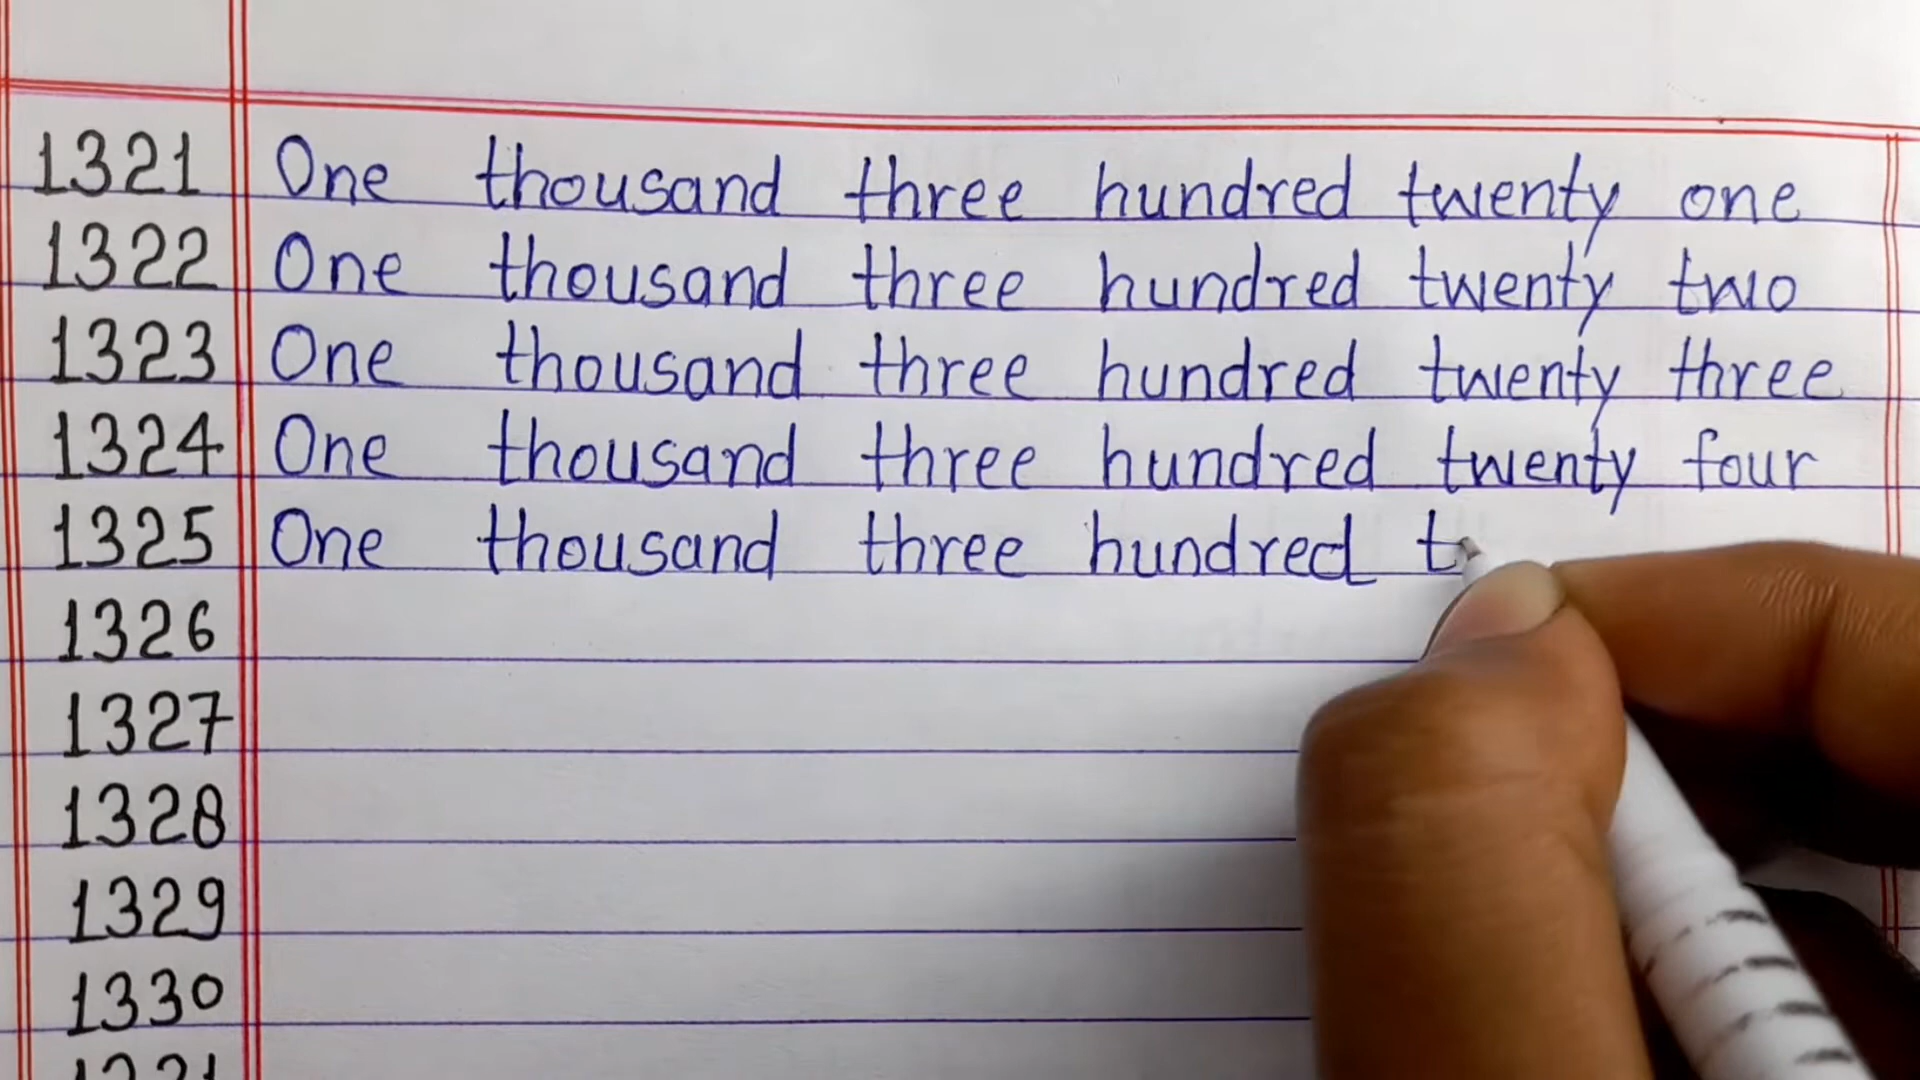 1321 One thousand three hundred twenty one
1322 One thousand three hundred twenty two
1323 One thousand three hundred twenty three
1324 One thousand three hundred twenty four
1325 One thousand three hundred t
1326
1327
1328
1329
1330